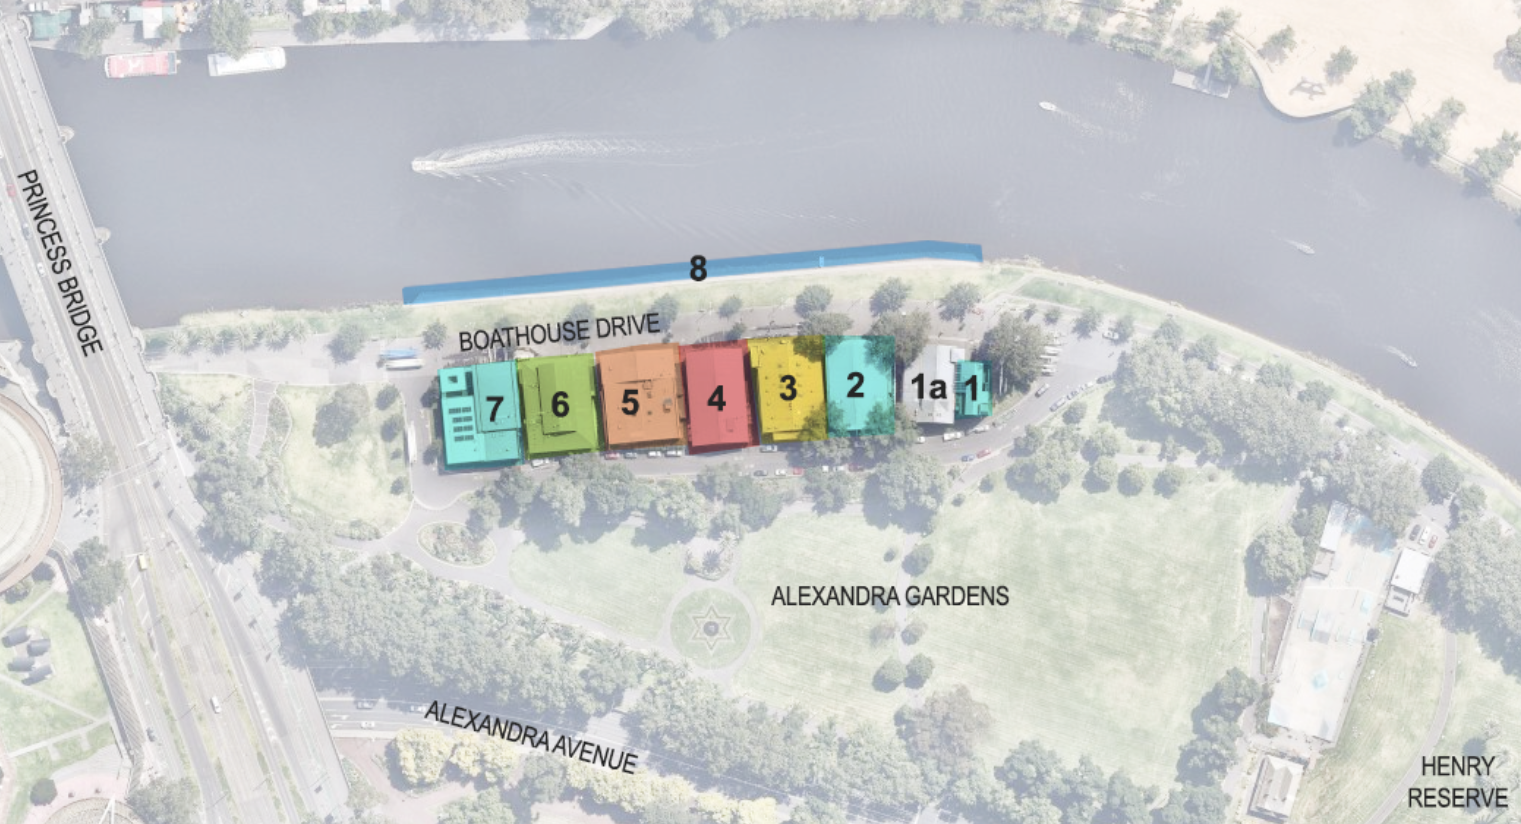 PRINCESS BRIDGE
8
BOATHOUSE DRIVE
7
6
5
4
3
2
1a
1
ALEXANDRA GARDENS
ALEXANDRA AVENUE
HENRY
RESERVE